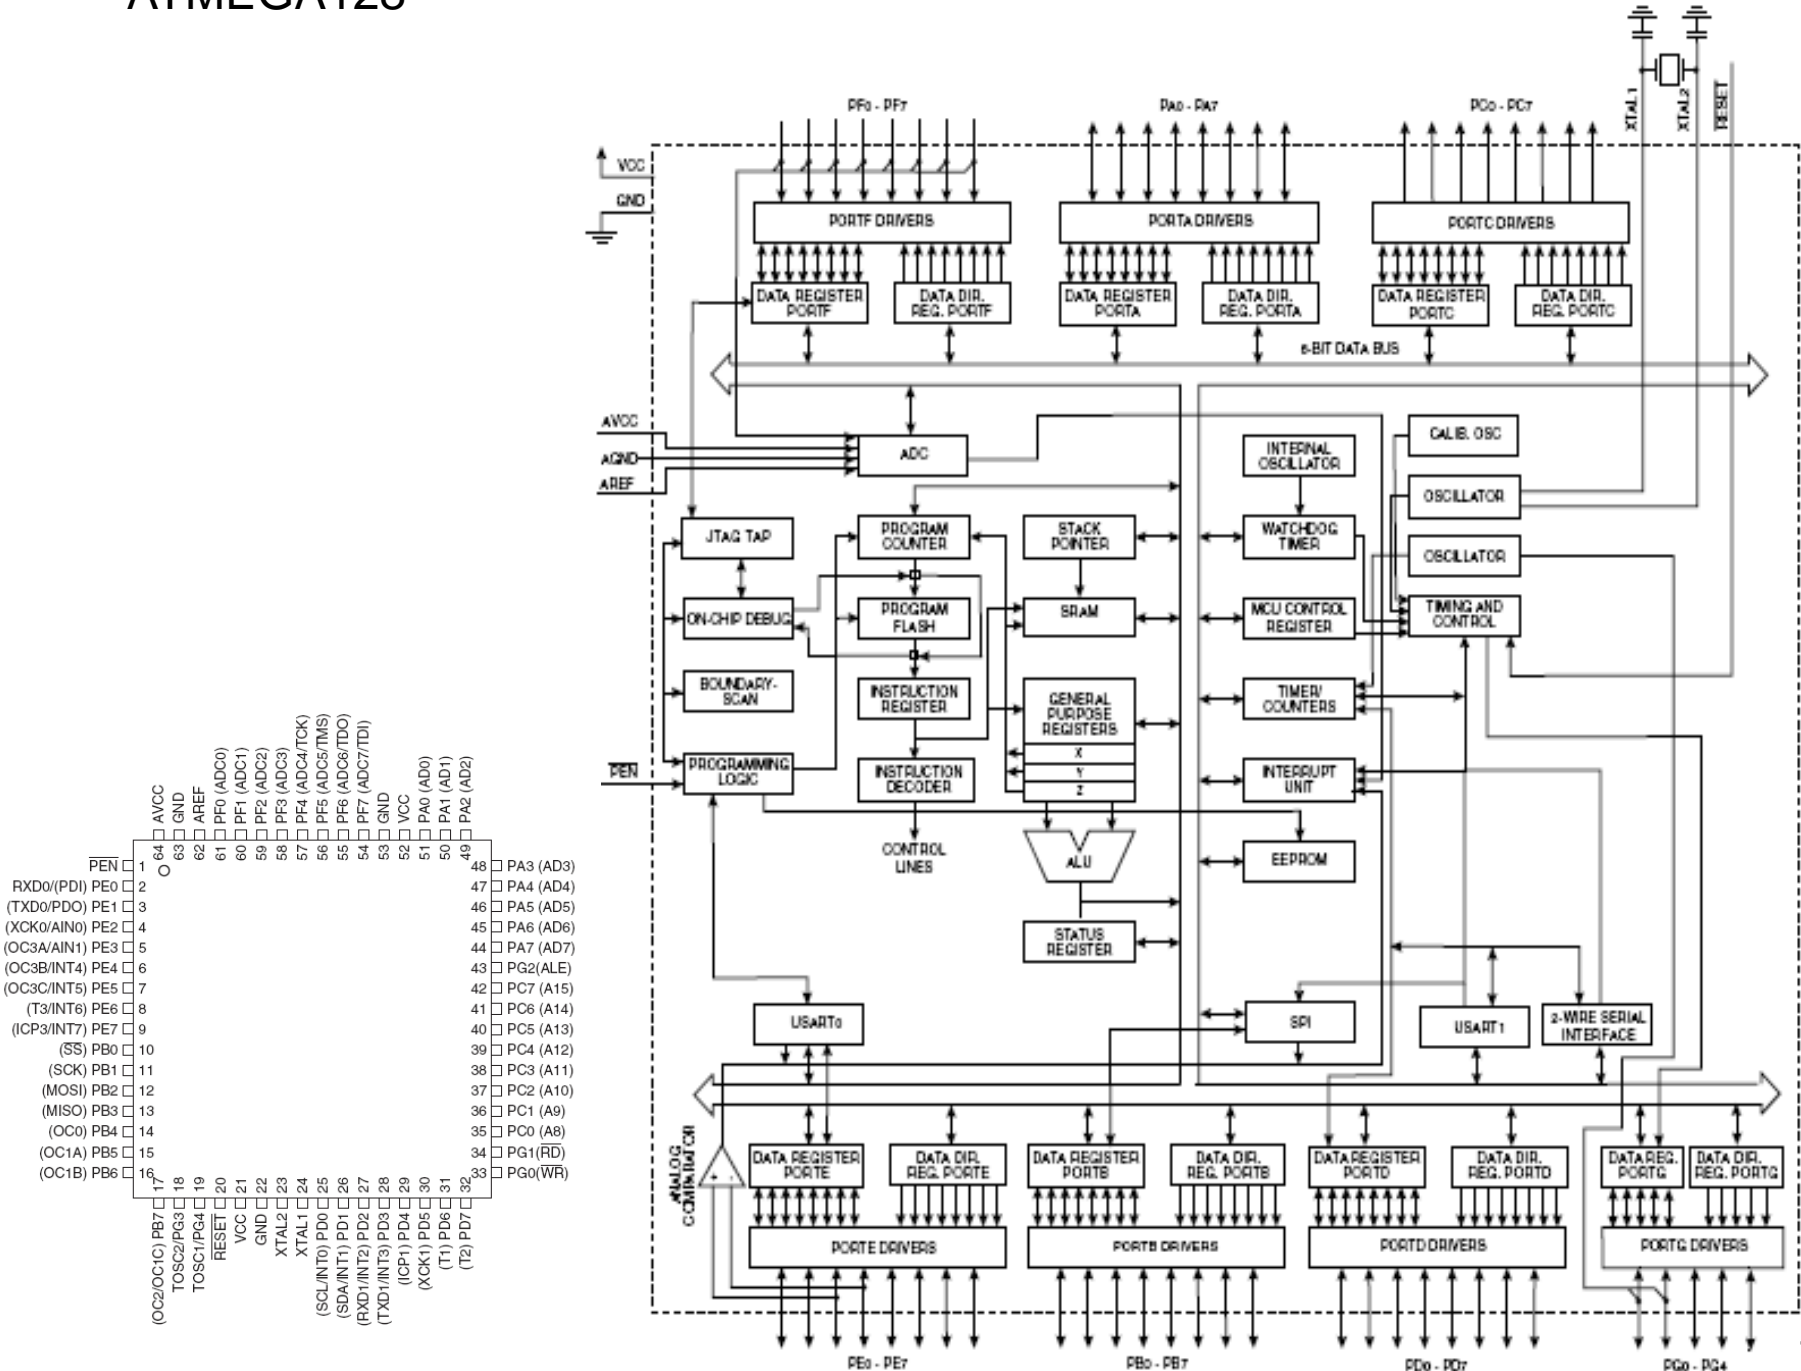 ATMEGA128
PF0 - PF7
PA0 - PA7
PC0 - PC7
XTAL1
XTAL2
RESET
VCC
GND
PORTF DRIVERS
PORTA DRIVERS
PORTC DRIVERS
DATA REGISTER
PORTF
DATA DIR.
REG. PORTF
DATA REGISTER
PORTA
DATA DIR.
REG. PORTA
DATA REGISTER
PORTC
DATA DIR.
REG. PORTC
8-BIT DATA BUS
AVCC
AGND
AREF
ADC
INTERNAL
OSCILLATOR
CALIB. OSC
OSCILLATOR
JTAG TAP
PROGRAM
COUNTER
STACK
POINTER
WATCHDOG
TIMER
OSCILLATOR
ON-CHIP DEBUG
PROGRAM
FLASH
SRAM
MCU CONTROL
REGISTER
TIMING AND
CONTROL
BOUNDARY-
SCAN
INSTRUCTION
REGISTER
GENERAL
PURPOSE
REGISTERS
X
Y
Z
TIMER/
COUNTERS
PEN
PROGRAMMING
LOGIC
INSTRUCTION
DECODER
INTERRUPT
UNIT
CONTROL
LINES
ALU
EEPROM
STATUS
REGISTER
USART0
SPI
USART1
2-WIRE SERIAL
INTERFACE
ANALOG
COMPARATOR
+ -
DATA REGISTER
PORTE
DATA DIR.
REG. PORTE
DATA REGISTER
PORTB
DATA DIR.
REG. PORTB
DATA REGISTER
PORTD
DATA DIR.
REG. PORTD
DATA REG.
PORTG
DATA DIR.
REG. PORTG
PORTE DRIVERS
PORTB DRIVERS
PORTD DRIVERS
PORTG DRIVERS
PE0 - PE7
PB0 - PB7
PD0 - PD7
PG0 - PG4
64 AVCC
63 GND
62 AREF
61 PF0 (ADC0)
60 PF1 (ADC1)
59 PF2 (ADC2)
58 PF3 (ADC3)
57 PF4 (ADC4/TCK)
56 PF5 (ADC5/TMS)
55 PF6 (ADC6/TDO)
54 PF7 (ADC7/TDI)
53 GND
52 VCC
51 PA0 (AD0)
50 PA1 (AD1)
49 PA2 (AD2)
PEN 1
RXD0/(PDI) PE0 2
(TXD0/PDO) PE1 3
(XCK0/AIN0) PE2 4
(OC3A/AIN1) PE3 5
(OC3B/INT4) PE4 6
(OC3C/INT5) PE5 7
(T3/INT6) PE6 8
(ICP3/INT7) PE7 9
(SS) PB0 10
(SCK) PB1 11
(MOSI) PB2 12
(MISO) PB3 13
(OC0) PB4 14
(OC1A) PB5 15
(OC1B) PB6 16
48 PA3 (AD3)
47 PA4 (AD4)
46 PA5 (AD5)
45 PA6 (AD6)
44 PA7 (AD7)
43 PG2(ALE)
42 PC7 (A15)
41 PC6 (A14)
40 PC5 (A13)
39 PC4 (A12)
38 PC3 (A11)
37 PC2 (A10)
36 PC1 (A9)
35 PC0 (A8)
34 PG1(RD)
33 PG0(WR)
(OC2/OC1C) PB7 17
TOSC2/PG3 18
TOSC1/PG4 19
RESET 20
VCC 21
GND 22
XTAL2 23
XTAL1 24
(SCL/INT0) PD0 25
(SDA/INT1) PD1 26
(RXD1/INT2) PD2 27
(TXD1/INT3) PD3 28
(ICP1) PD4 29
(XCK1) PD5 30
(T1) PD6 31
(T2) PD7 32